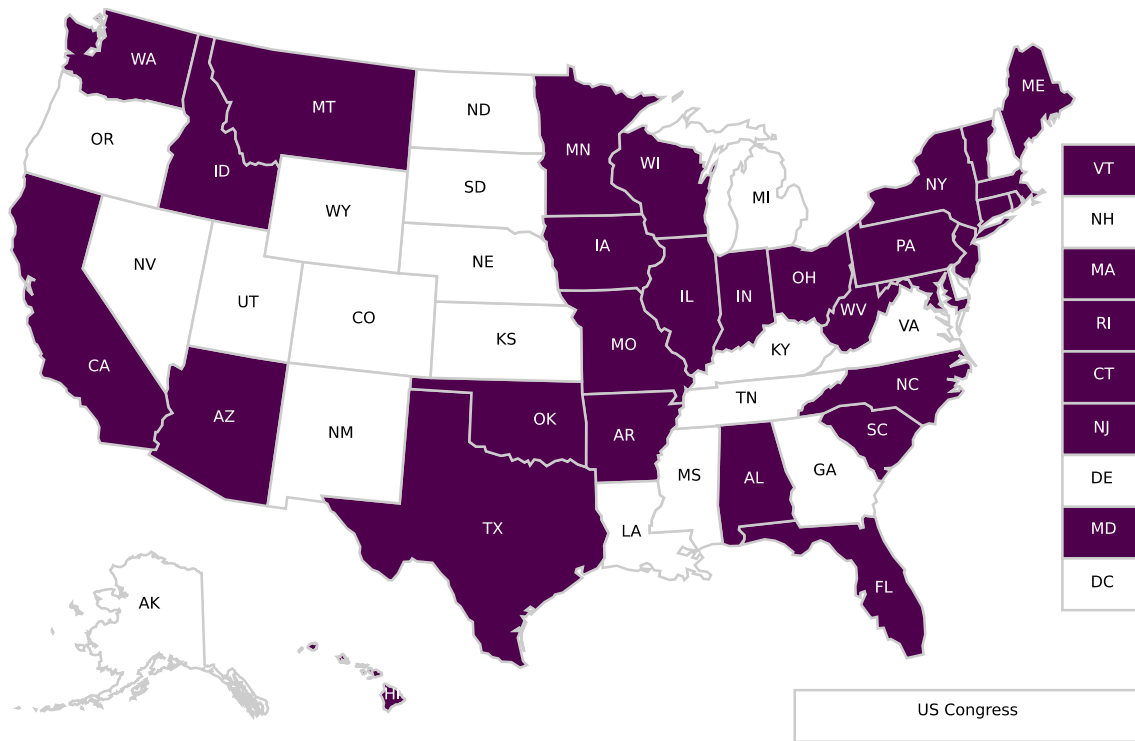 WA
MT
ND
MN
ME
OR
ID
SD
WI
MI
NY
VT
WY
NH
NV
UT
NE
IA
PA
MA
CO
IL
IN
OH
WV
VA
RI
CA
KS
MO
KY
CT
AZ
NM
OK
AR
TN
NC
NJ
SC
MS
AL
GA
DE
TX
LA
MD
AK
FL
DC
HI
US Congress